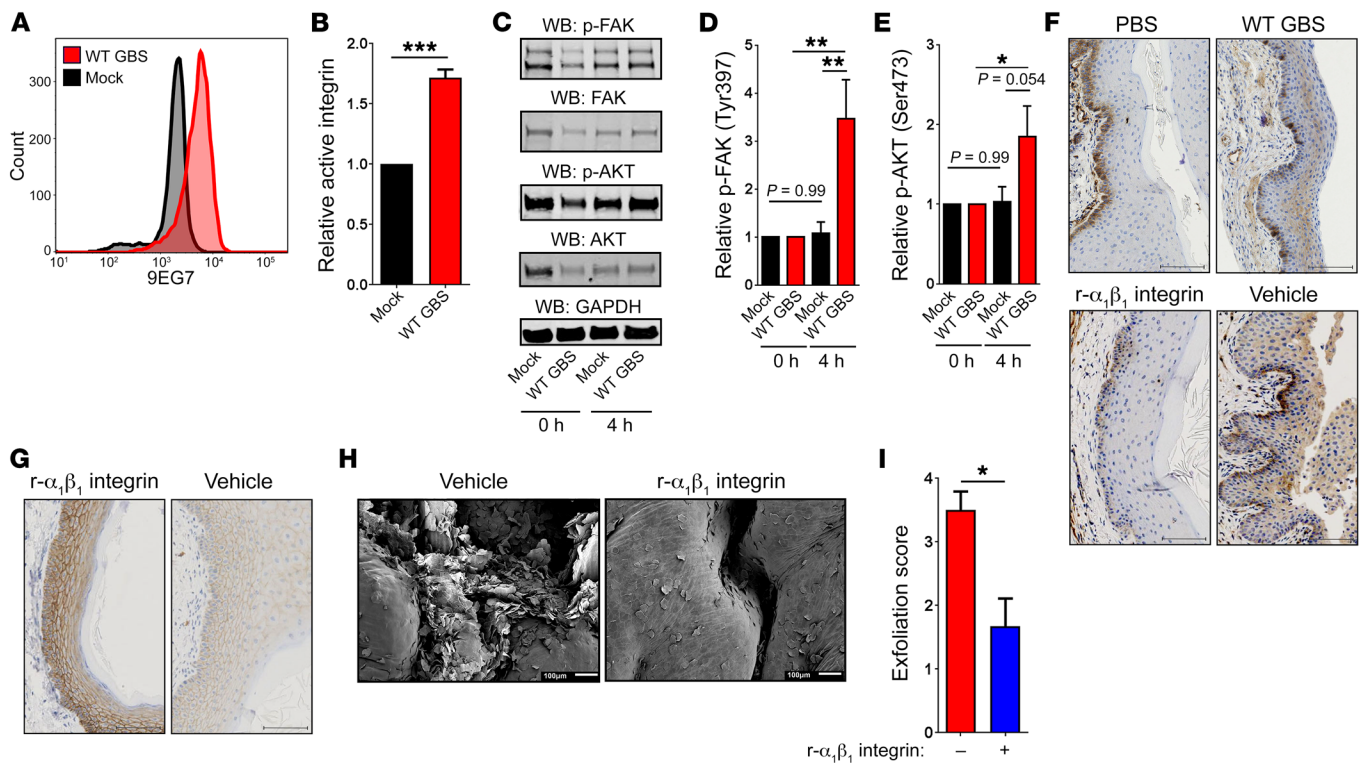 A
WT GBS
Mock
Count
300
200
100
0
10¹ 10² 10³ 10⁴ 10⁵
9EG7
B
***
Relative active integrin
2.0
1.5
1.0
0.5
0.0
Mock
WT GBS
C
WB: p-FAK
WB: FAK
WB: p-AKT
WB: AKT
WB: GAPDH
Mock
WT GBS
Mock
WT GBS
0 h 4 h
D
**
**
P = 0.99
Relative p-FAK (Tyr397)
5
4
3
2
1
0
Mock
WT GBS
Mock
WT GBS
0 h 4 h
E
*
P = 0.054
P = 0.99
Relative p-AKT (Ser473)
3
2
1
0
Mock
WT GBS
Mock
WT GBS
0 h 4 h
F
PBS WT GBS
r-α₁β₁ integrin Vehicle
G
r-α₁β₁ integrin Vehicle
H
Vehicle r-α₁β₁ integrin
100µm 100µm
I
*
Exfoliation score
4
3
2
1
0
r-α₁β₁ integrin: – +